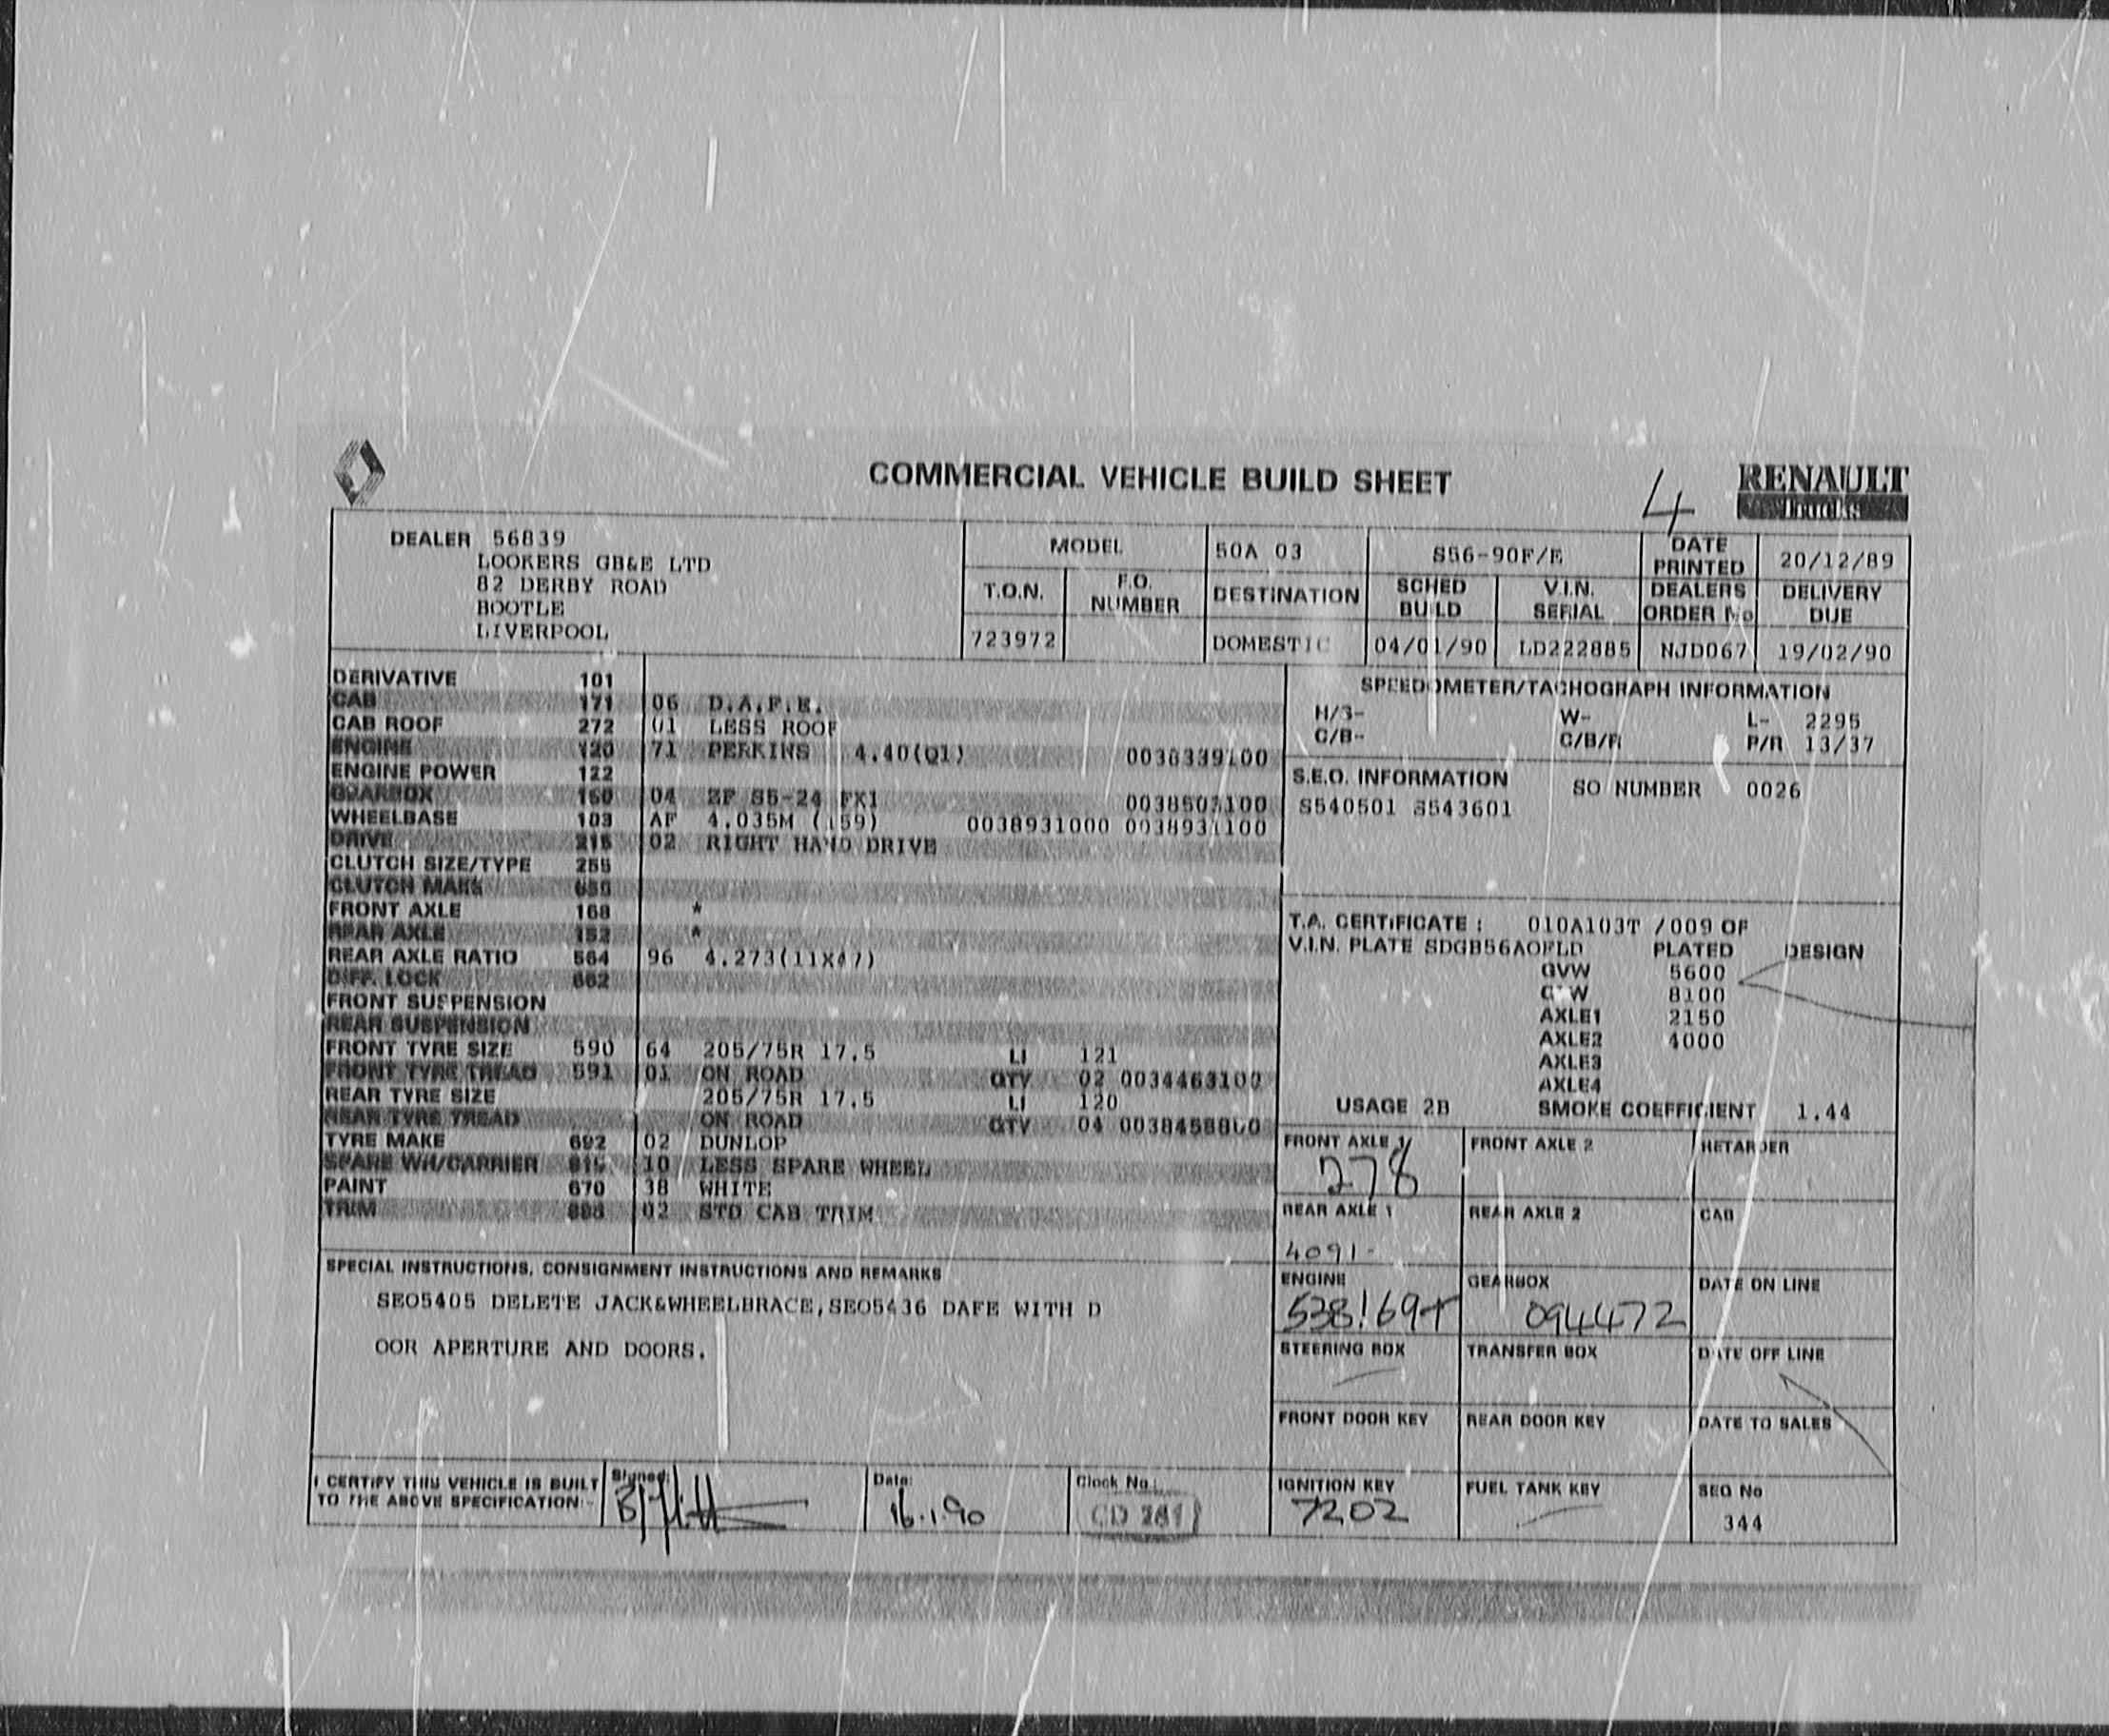 COMMERCIAL VEHICLE BUILD SHEET
4
RENAULT
Trucks
DEALER 56839
LOOKERS GB&E LTD
82 DERBY ROAD
BOOTLE
LIVERPOOL
MODEL 50A 03 S56-90F/E DATE PRINTED 20/12/89
T.O.N. F.O. NUMBER DESTINATION SCHED BUILD V.I.N. SERIAL DEALERS ORDER No DELIVERY DUE
723972 DOMESTIC 04/01/90 LD222885 NJD067 19/02/90
DERIVATIVE 101
CAB 171 06 D.A.F.E.
CAB ROOF 272 01 LESS ROOF
ENGINE 120 71 PERKINS 4.40(Q1) 0038339100
ENGINE POWER 122
GEARBOX 160 04 ZF S5-24 FX1
WHEELBASE 103 AF 4.035M (159) 0038931000 0038931100
DRIVE 215 02 RIGHT HAND DRIVE
CLUTCH SIZE/TYPE 255
CLUTCH MAKE
FRONT AXLE 168 *
REAR AXLE 152 *
REAR AXLE RATIO 564 96 4.273(11X47)
DIFF. LOCK 662
FRONT SUSPENSION
REAR SUSPENSION
FRONT TYRE SIZE 590 64 205/75R 17.5 LI 121
FRONT TYRE TREAD 591 01 ON ROAD QTY 02 0034463100
REAR TYRE SIZE 205/75R 17.5 LI 120
REAR TYRE TREAD ON ROAD QTY 04
TYRE MAKE 692 02 DUNLOP
SPARE WH/CARRIER 10 LESS SPARE WHEEL
PAINT 670 38 WHITE
TRIM 02 STD CAB TRIM
SPEEDOMETER/TACHOGRAPH INFORMATION
H/3- W- L- 2295
C/B- C/B/R P/R 13/37
S.E.O. INFORMATION SO NUMBER 0026
S540501 S543601
T.A. CERTIFICATE : 010A103T /009 OF
V.I.N. PLATE SDGB56AOFLD PLATED DESIGN
GVW 5600
8100
AXLE1 2150
AXLE2 4000
AXLE3
AXLE4
USAGE 2B SMOKE COEFFICIENT 1.44
FRONT AXLE 1 FRONT AXLE 2 RETARDER
278
REAR AXLE 1 REAR AXLE 2 CAB
4091
ENGINE GEARBOX DATE ON LINE
094472
STEERING BOX TRANSFER BOX DATE OFF LINE
FRONT DOOR KEY REAR DOOR KEY DATE TO SALES
IGNITION KEY FUEL TANK KEY SEQ No
7202 344
SPECIAL INSTRUCTIONS, CONSIGNMENT INSTRUCTIONS AND REMARKS
SEO5405 DELETE JACK&WHEELBRACE,SEO5436 DAFE WITH D
OOR APERTURE AND DOORS.
I CERTIFY THIS VEHICLE IS BUILT
TO THE ABOVE SPECIFICATION:-
Signed:
Date:
16.1.90
Clock No.: